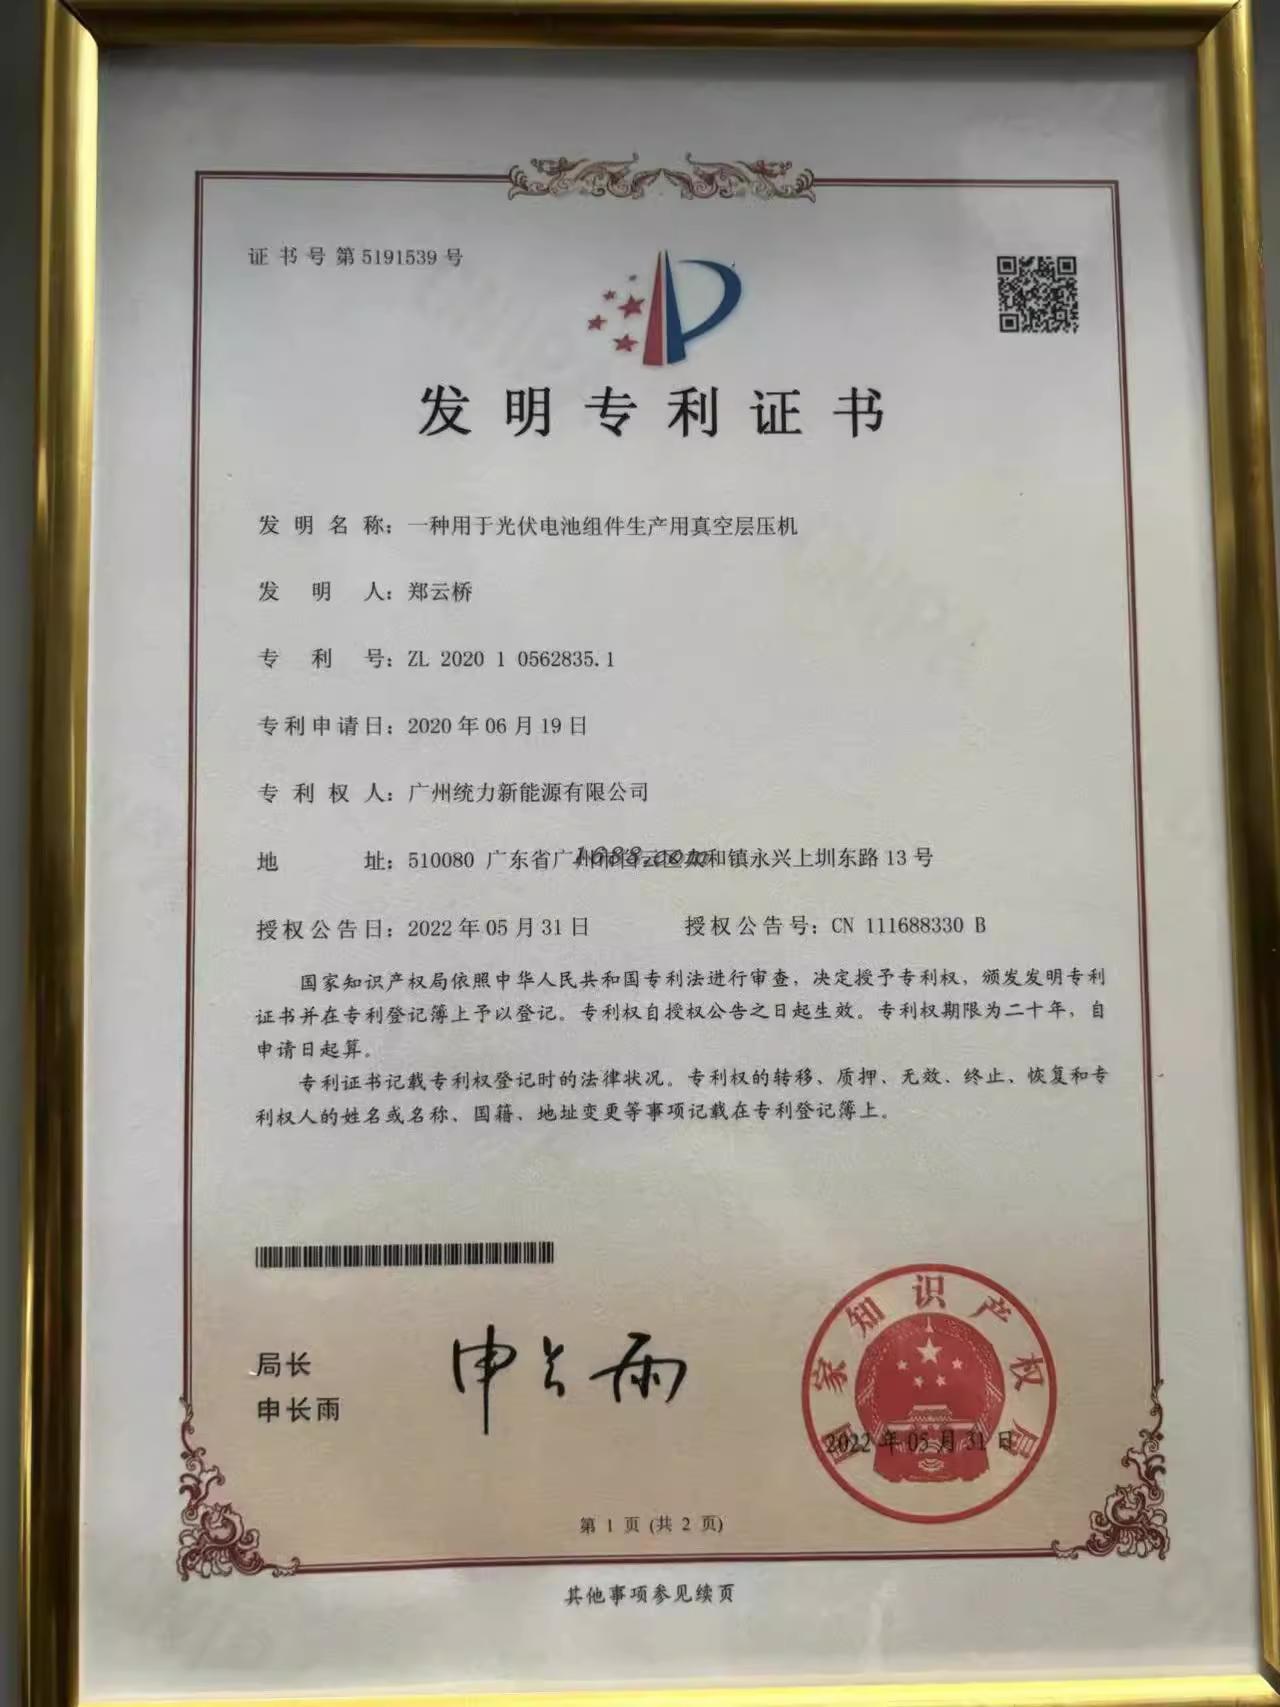 证书号第5191539号
发明专利证书
发明名称：一种用于光伏电池组件生产用真空层压机
发明人：郑云桥
专利号：ZL 2020 1 0562835.1
专利申请日：2020年06月19日
专利权人：广州统力新能源有限公司
地址：510080 广东省广州市白云区太和镇永兴上圳东路13号
1688.com
授权公告日：2022年05月31日 授权公告号：CN 111688330 B
国家知识产权局依照中华人民共和国专利法进行审查，决定授予专利权，颁发发明专利
证书并在专利登记簿上予以登记。专利权自授权公告之日起生效。专利权期限为二十年，自
申请日起算。
专利证书记载专利权登记时的法律状况。专利权的转移、质押、无效、终止、恢复和专
利权人的姓名或名称、国籍、地址变更等事项记载在专利登记簿上。
局长
申长雨
申长雨
国家知识产权局
2022年05月31日
第 1 页 (共 2 页)
其他事项参见续页